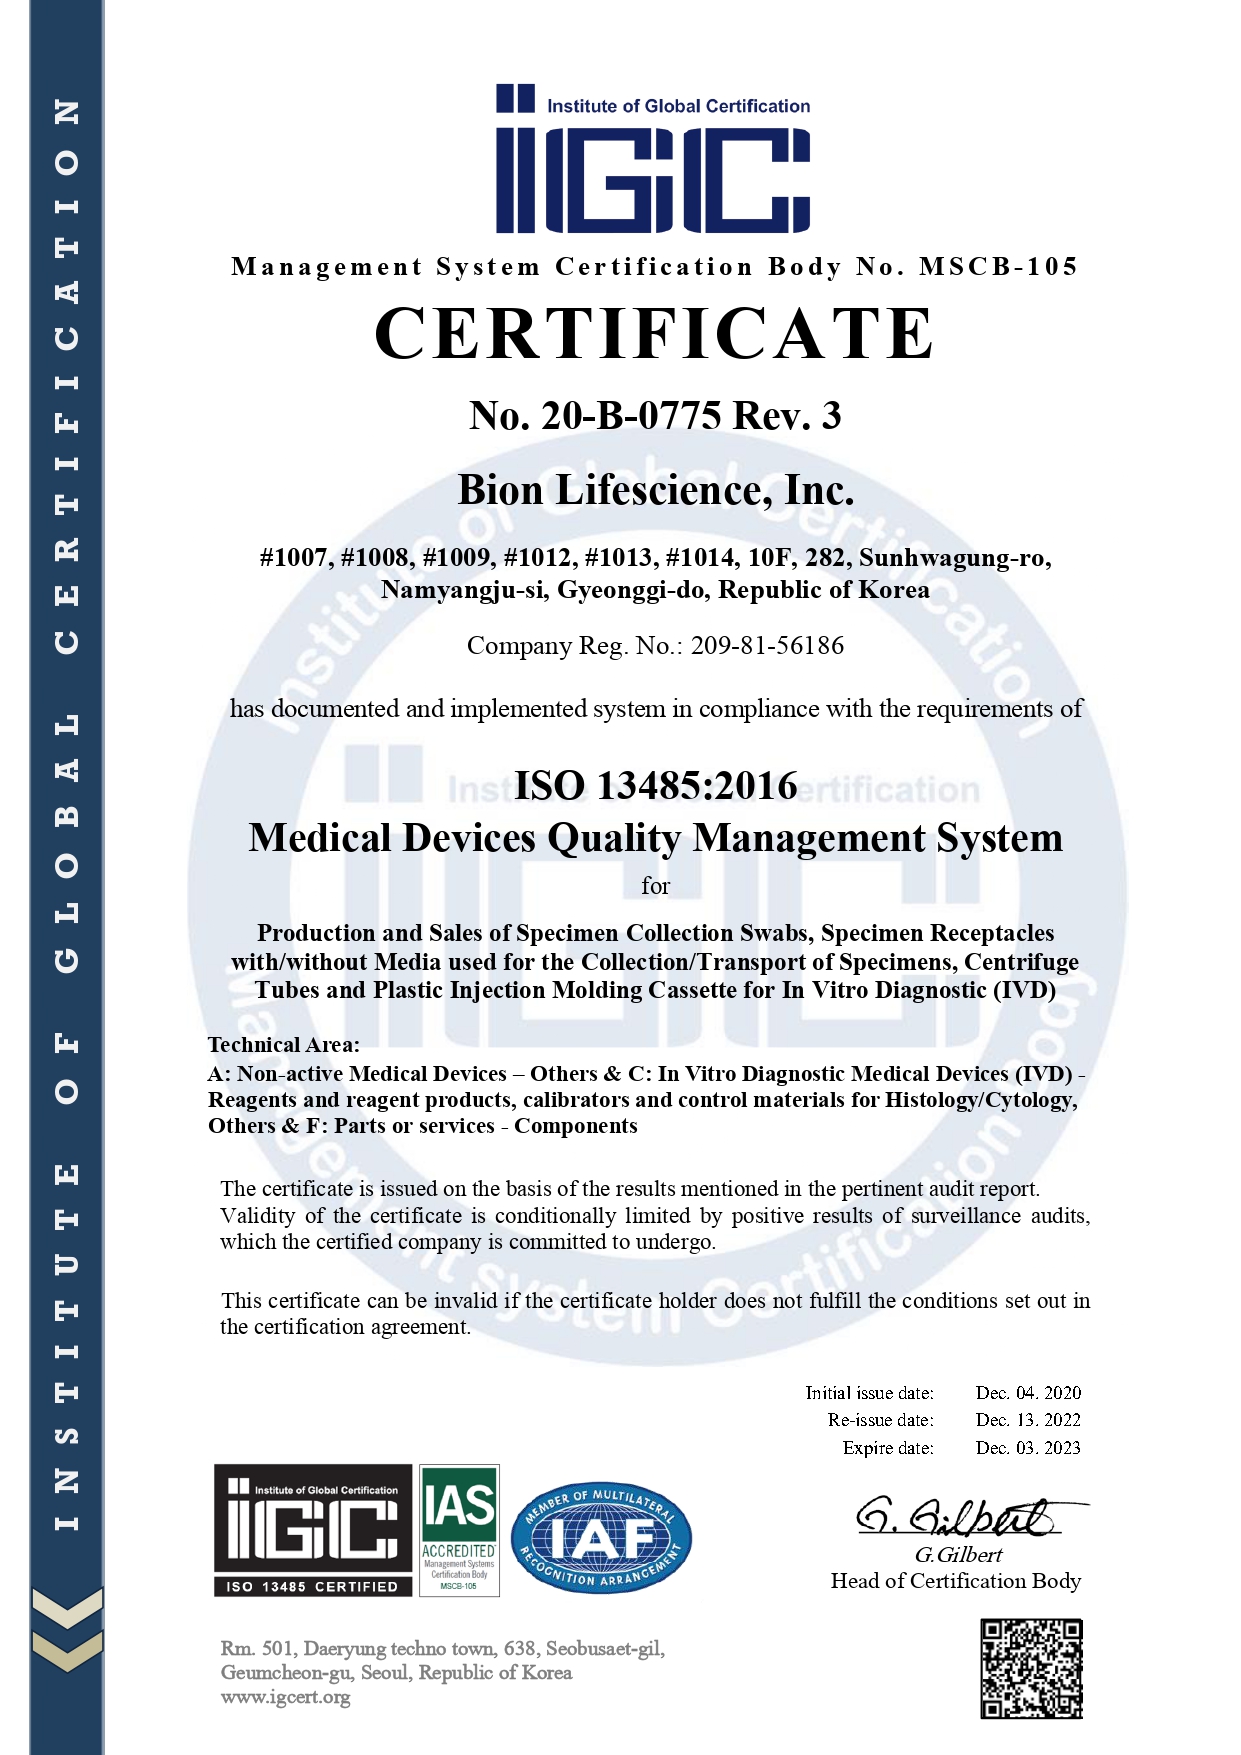 INSTITUTE OF GLOBAL CERTIFICATION
Institute of Global Certification
iGC
Management System Certification Body No. MSCB-105
CERTIFICATE
No. 20-B-0775 Rev. 3
Bion Lifescience, Inc.
#1007, #1008, #1009, #1012, #1013, #1014, 10F, 282, Sunhwagung-ro,
Namyangju-si, Gyeonggi-do, Republic of Korea
Company Reg. No.: 209-81-56186
has documented and implemented system in compliance with the requirements of
ISO 13485:2016
Medical Devices Quality Management System
for
Production and Sales of Specimen Collection Swabs, Specimen Receptacles
with/without Media used for the Collection/Transport of Specimens, Centrifuge
Tubes and Plastic Injection Molding Cassette for In Vitro Diagnostic (IVD)
Technical Area:
A: Non-active Medical Devices – Others & C: In Vitro Diagnostic Medical Devices (IVD) -
Reagents and reagent products, calibrators and control materials for Histology/Cytology,
Others & F: Parts or services - Components
The certificate is issued on the basis of the results mentioned in the pertinent audit report.
Validity of the certificate is conditionally limited by positive results of surveillance audits,
which the certified company is committed to undergo.
This certificate can be invalid if the certificate holder does not fulfill the conditions set out in
the certification agreement.
Institute of Global Certification
Institute of Global Certification
iGC
Management System Certification Body
Initial issue date: Dec. 04. 2020
Re-issue date: Dec. 13. 2022
Expire date: Dec. 03. 2023
Institute of Global Certification
iGC
ISO 13485 CERTIFIED
IAS
ACCREDITED
Management Systems
Certification Body
MSCB-105
MEMBER OF MULTILATERAL
IAF
RECOGNITION ARRANGEMENT
G. Gilbert
G.Gilbert
Head of Certification Body
Rm. 501, Daeryung techno town, 638, Seobusaet-gil,
Geumcheon-gu, Seoul, Republic of Korea
www.igcert.org